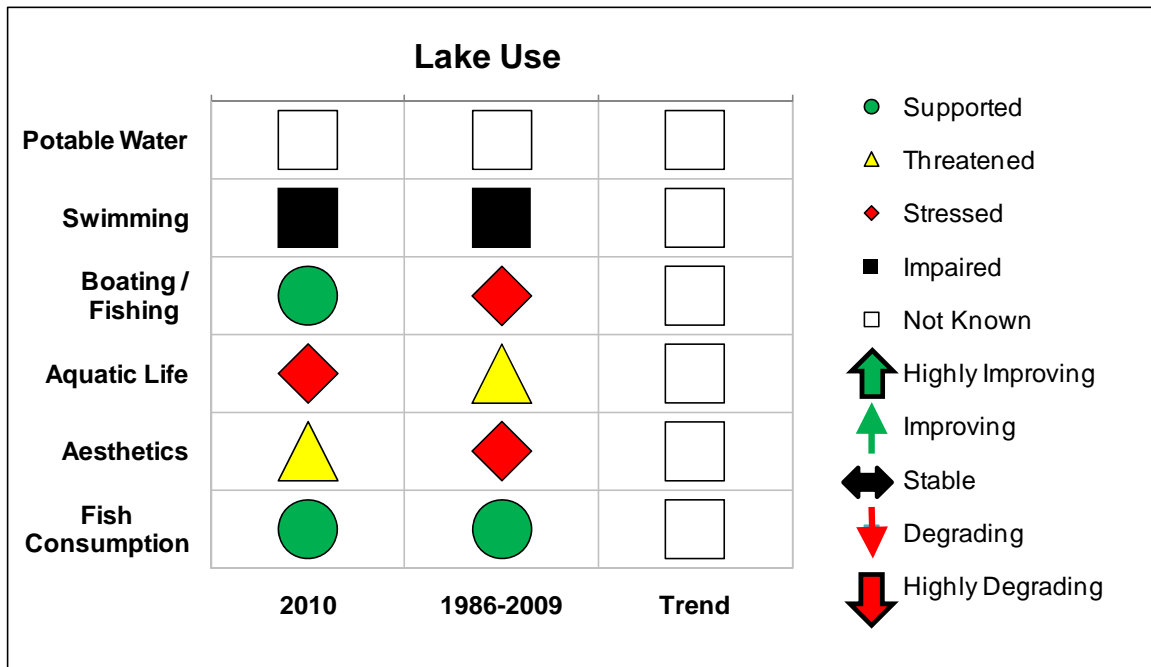 Lake Use
Potable Water
Swimming
Boating /
Fishing
Aquatic Life
Aesthetics
Fish
Consumption
2010
1986-2009
Trend
Supported
Threatened
Stressed
Impaired
Not Known
Highly Improving
Improving
Stable
Degrading
Highly Degrading